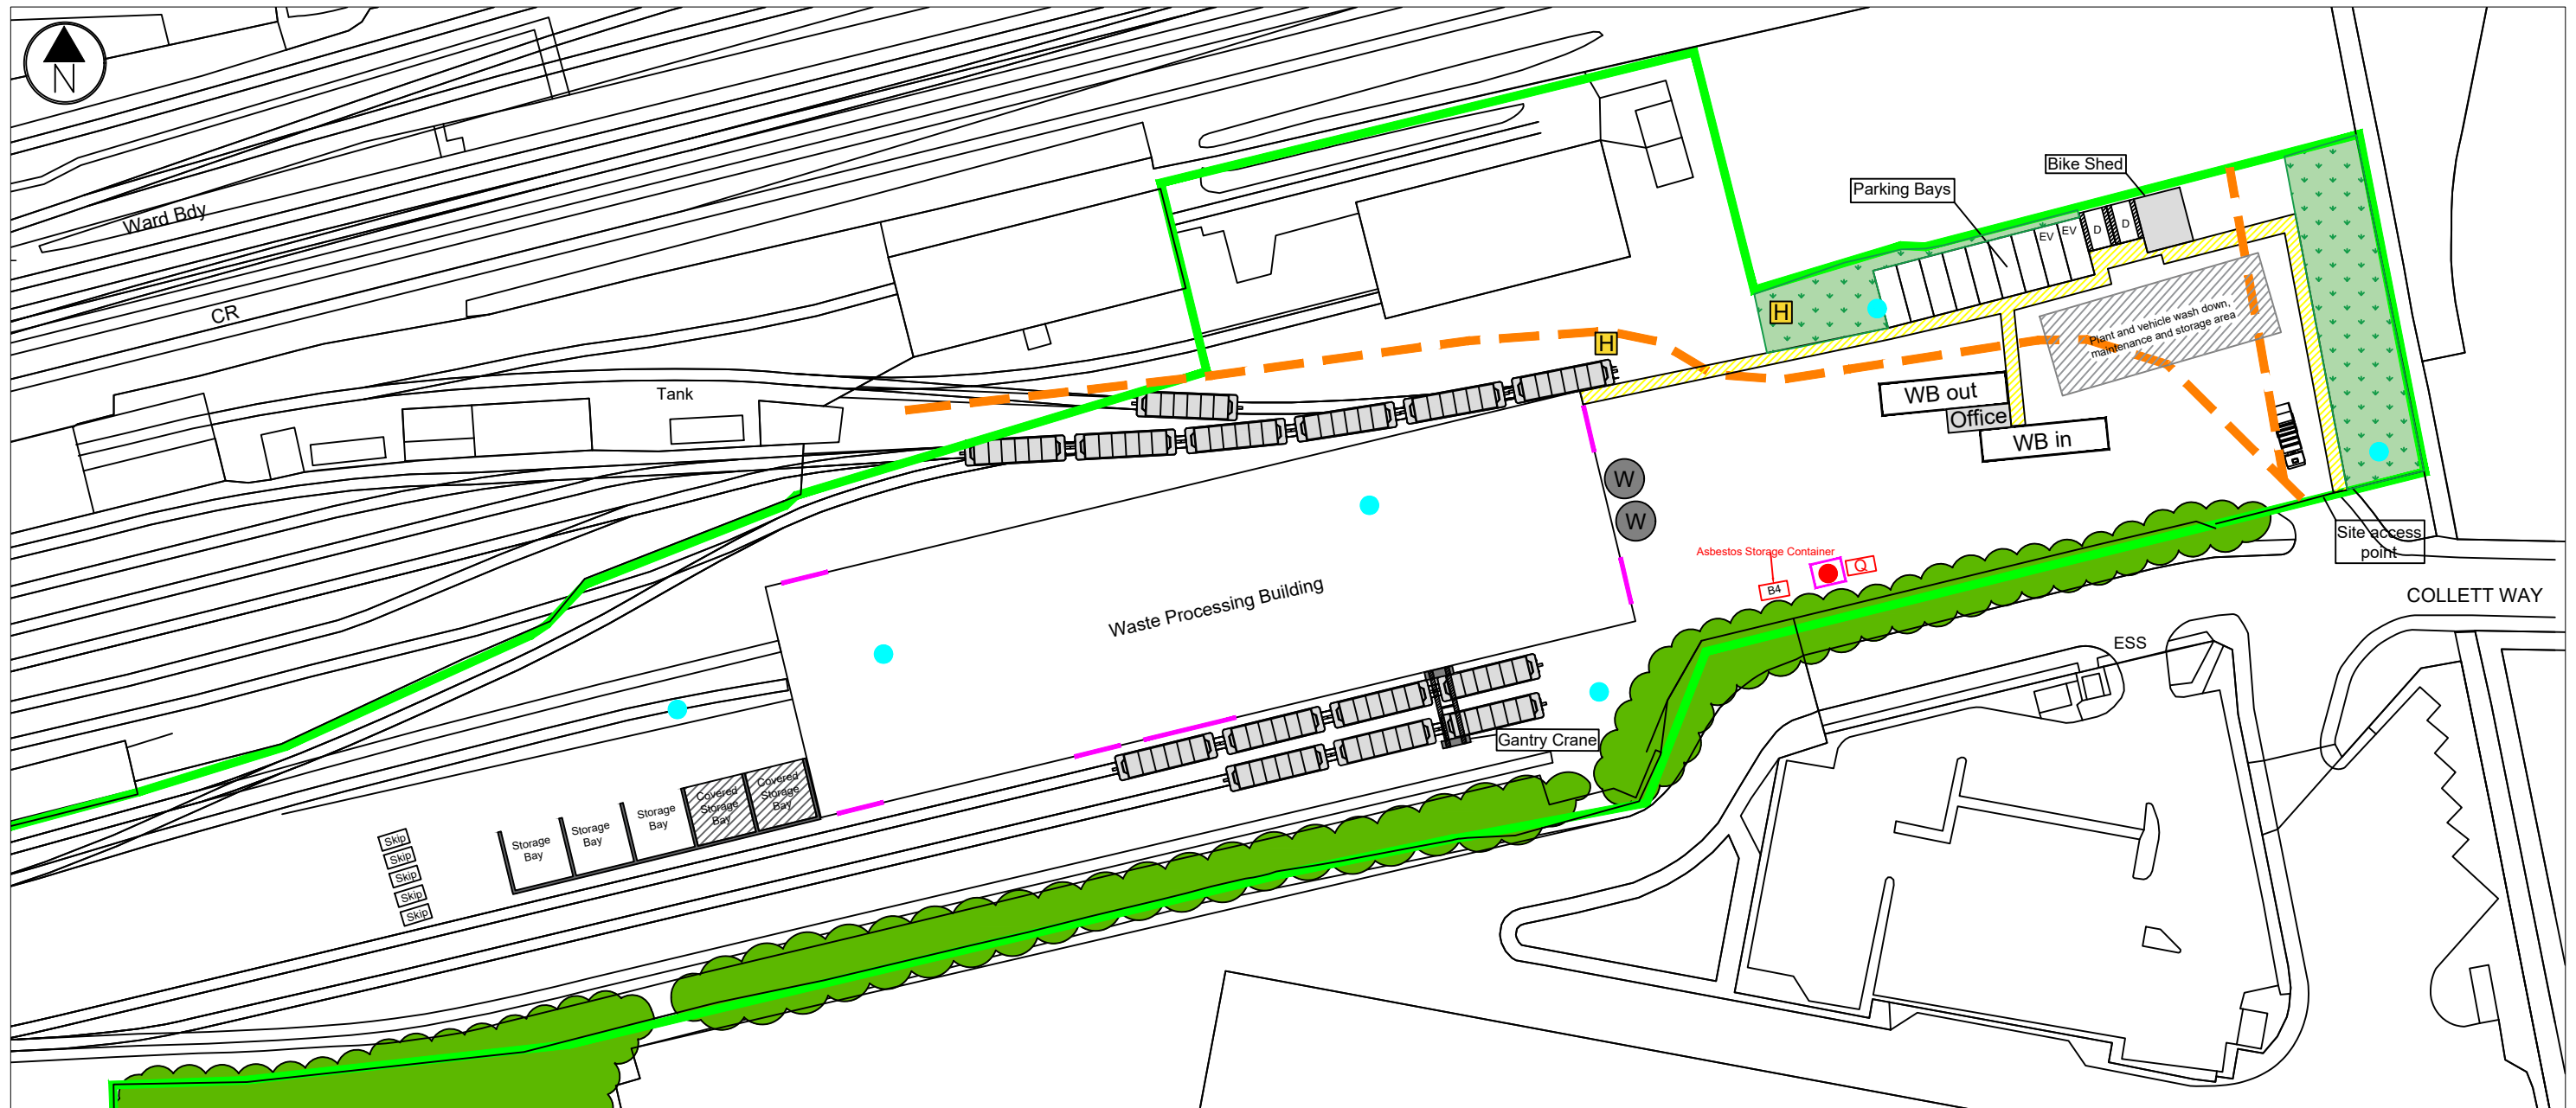 N
Ward Bdy
CR
Tank
Bike Shed
Parking Bays
EV
EV
D
D
H
H
Plant and vehicle wash down,
maintenance and storage area
WB out
Office
WB in
W
W
Asbestos Storage Container
Q
B4
Site access
point
COLLETT WAY
ESS
Waste Processing Building
Gantry Crane
Covered
Storage
Bay
Covered
Storage
Bay
Storage
Bay
Storage
Bay
Storage
Bay
Skip
Skip
Skip
Skip
Skip